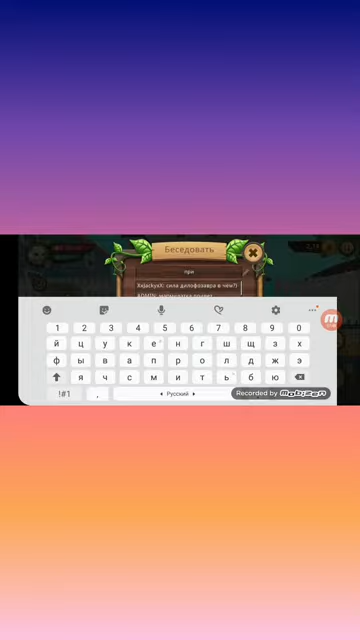 Беседовать
при
XejackyxX: сила дилофозавра в чём?)
1 2 3 4 5 6 7 8 9 0
й ц у к е н г ш щ з х
ф ы в а п р о л д ж э
я ч с м и т ь б ю
!#1 , Русский
Recorded by mobizen